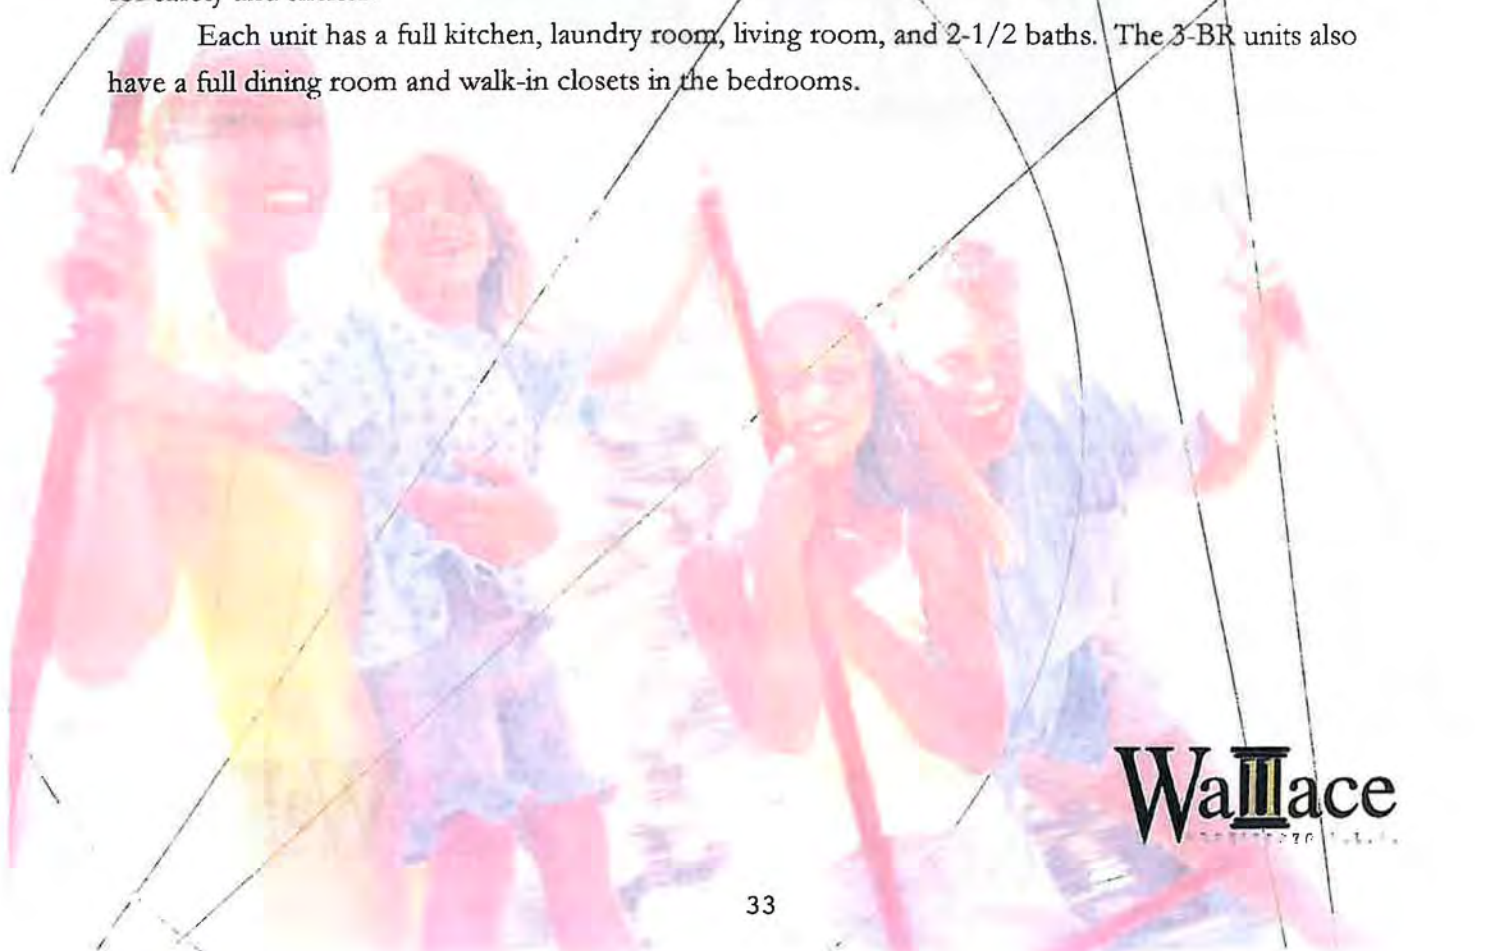 Each unit has a full kitchen, laundry room, living room, and 2-1/2 baths. The 3-BR units also
have a full dining room and walk-in closets in the bedrooms.
Wallace
33